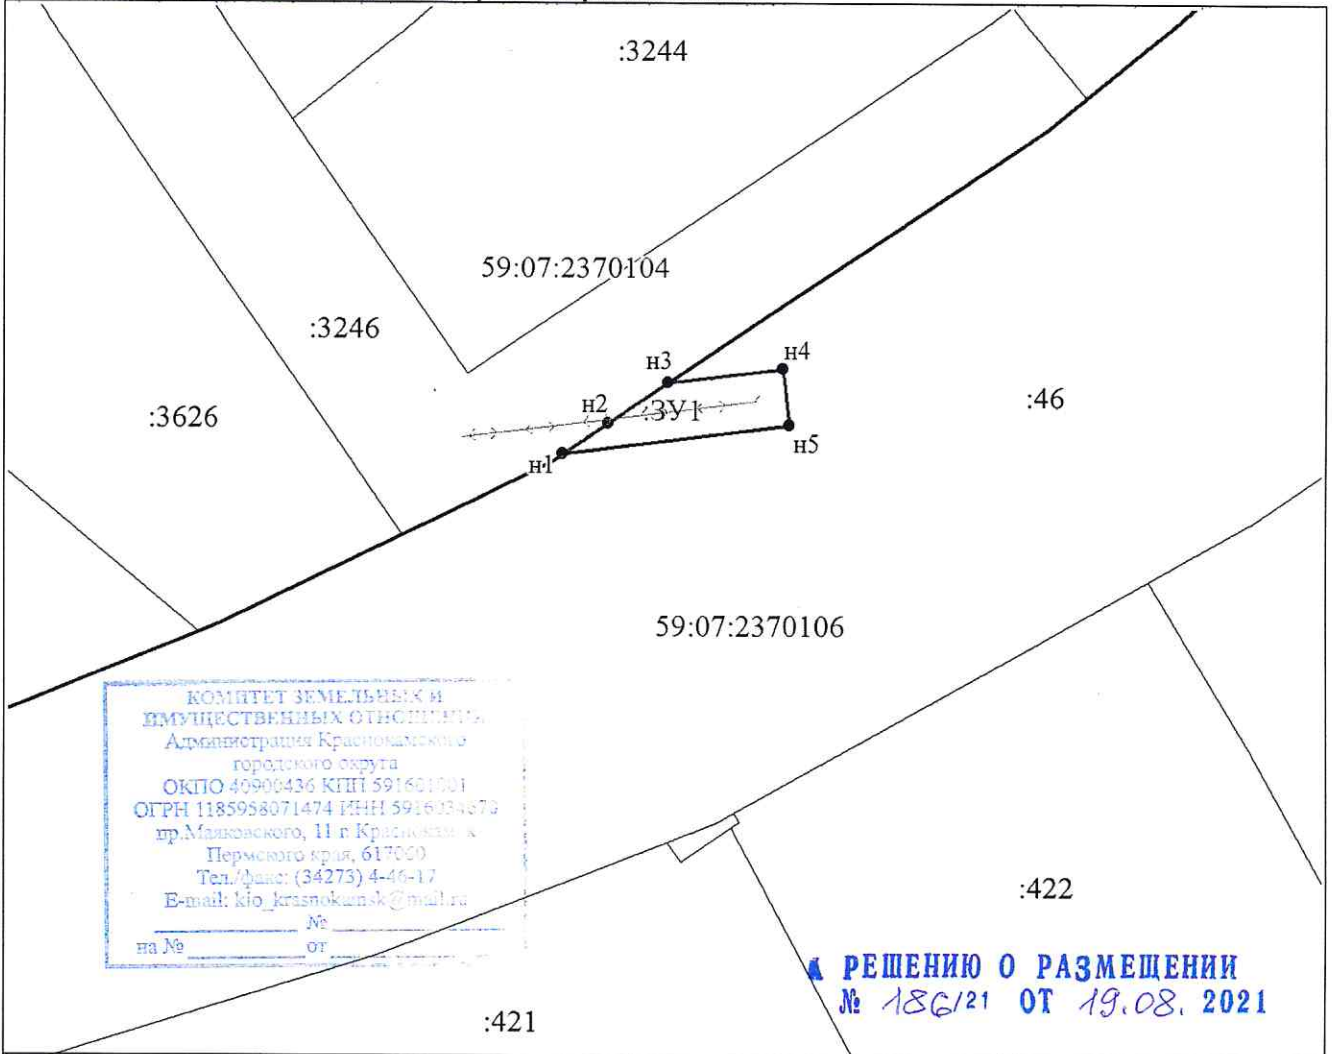 :3244
59:07:2370104
:3246
н3
н4
:3626
н2
:ЗУ1
:46
н1
н5
59:07:2370106
КОМИТЕТ ЗЕМЕЛЬНЫХ И
ИМУЩЕСТВЕННЫХ ОТНОШЕНИЙ
Администрация Краснокамского
городского округа
ОКПО 40900436 КПП 591601001
ОГРН 1185958071474 ИНН
пр.Маяковского, 11 г. Краснокамск
Пермского края, 617060
Тел./факс: (34273) 4-46-17
E-mail: kio_krasnokamsk@mail.ru
№
на № от
:422
К РЕШЕНИЮ О РАЗМЕЩЕНИИ
№ 186/21 ОТ 19.08. 2021
:421